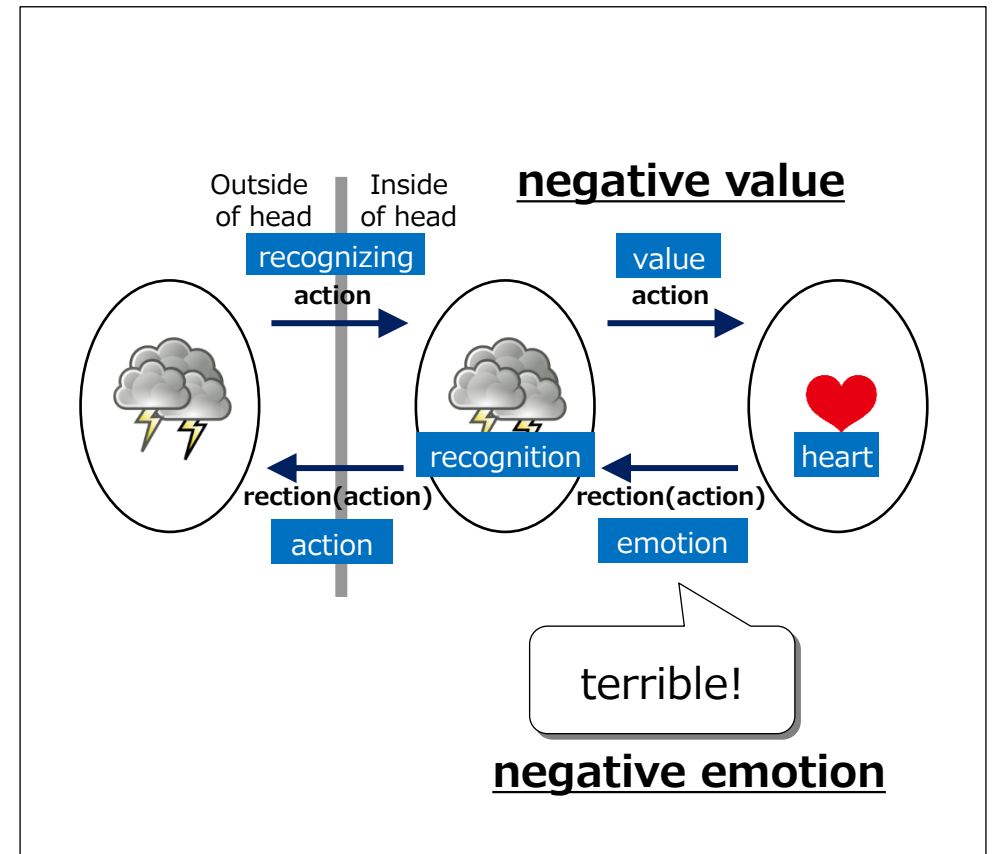 negative value
Outside
of head
Inside
of head
recognizing
action
value
action
recognition
heart
rection(action)
action
rection(action)
emotion
terrible!
negative emotion